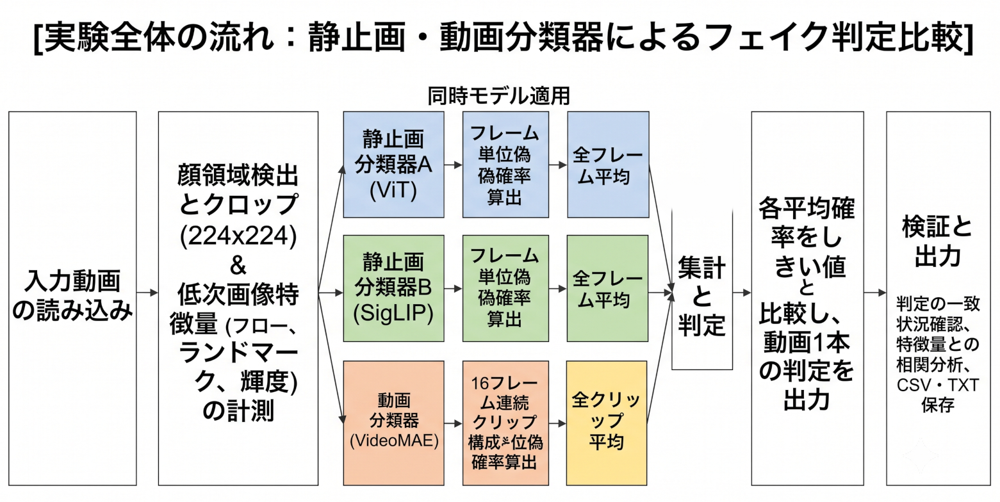 [実験全体の流れ：静止画・動画分類器によるフェイク判定比較]
同時モデル適用
入力動画
の読み込み
顔領域検出
とクロップ
(224x224)
&
低次画像特
徴量 (フロー、
ランドマー
ク、輝度)
の計測
静止画
分類器A
(ViT)
フレーム
単位偽
偽確率
算出
全フレー
ム平均
静止画
分類器B
(SigLIP)
フレーム
単位偽
偽確率
算出
全フレー
ム平均
動画
分類器
(VideoMAE)
16フレー
ム連続
クリップ
構成 位偽
確率算出
全クリッ
ップ
平均
集計
と
判定
各平均確
率をし
きい値
と
比較し、
動画1本
の判定を
出力
検証と
出力
判定の一致
状況確認、
特徴量との
相関分析、
CSV・TXT
保存